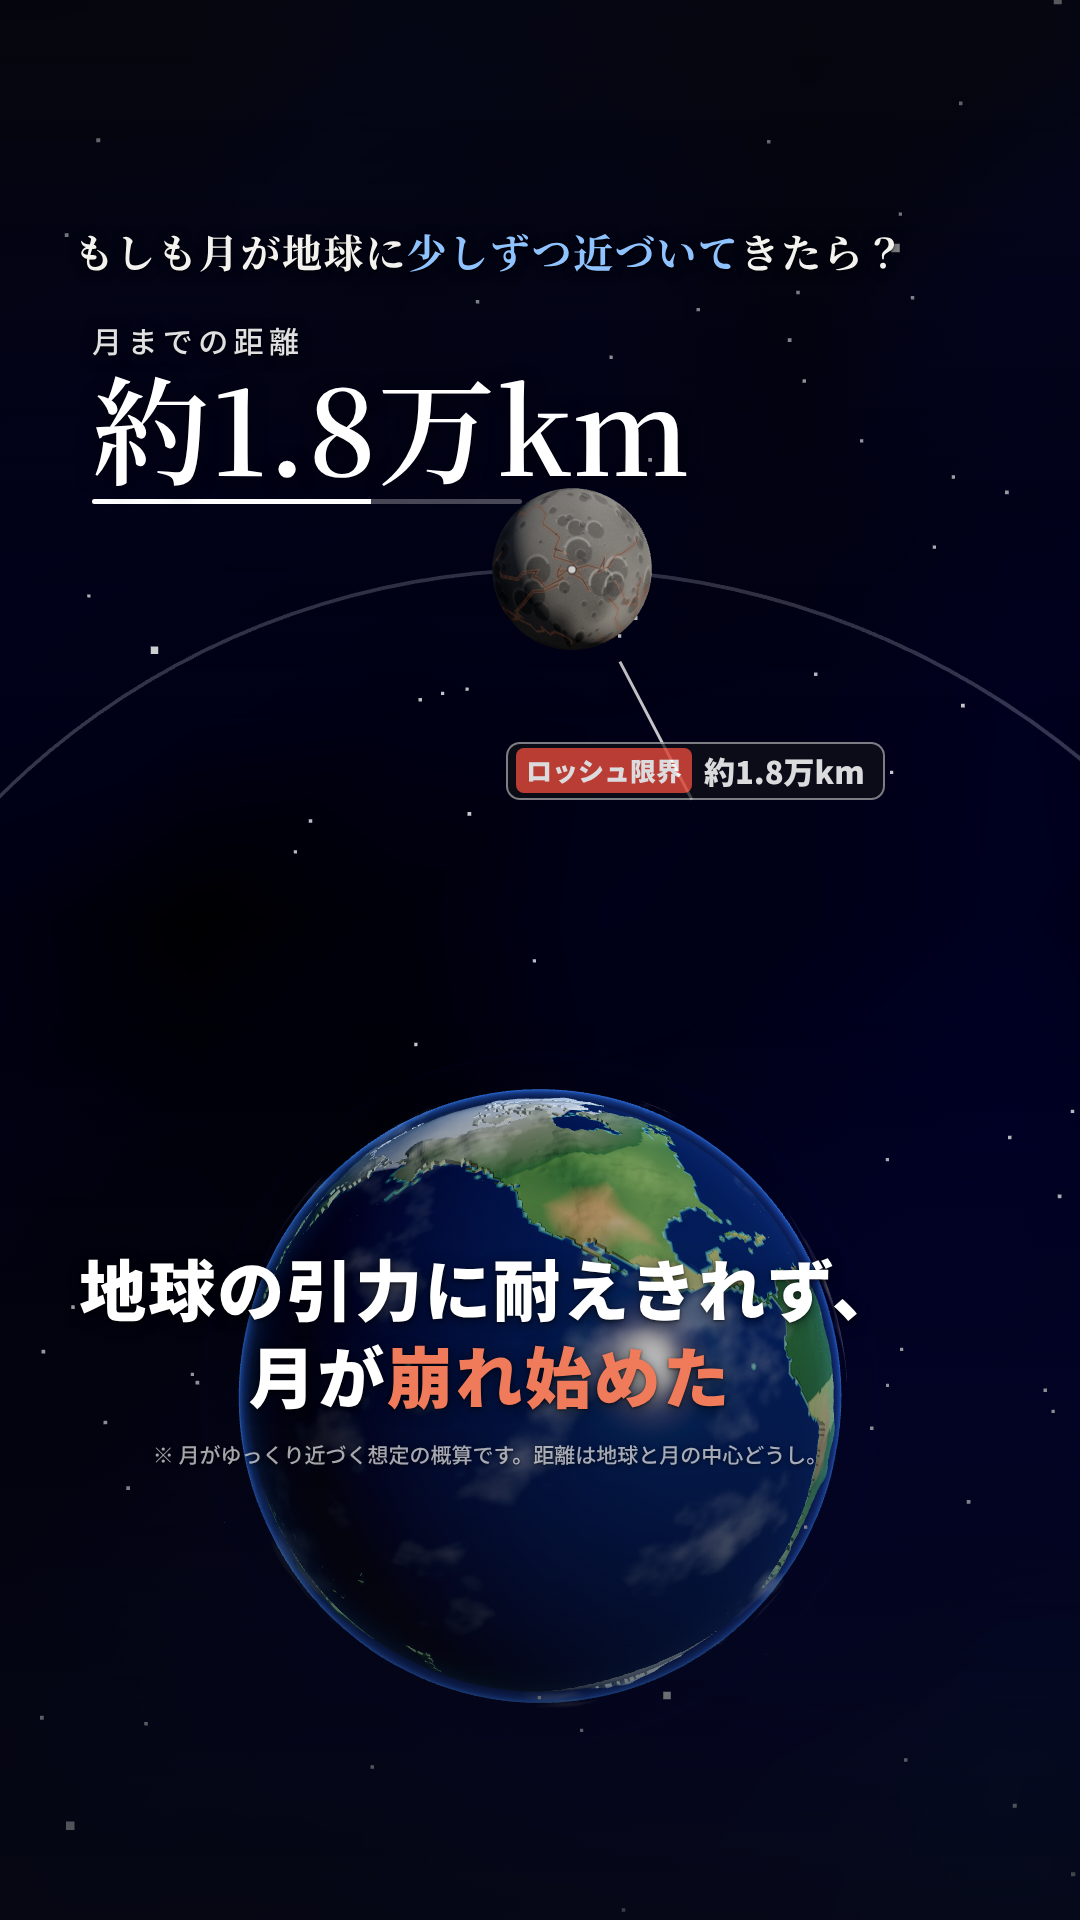 もしも月が地球に少しずつ近づいてきたら？
月までの距離
約1.8万km
ロッシュ限界 約1.8万km
地球の引力に耐えきれず、
月が崩れ始めた
※ 月がゆっくり近づく想定の概算です。距離は地球と月の中心どうし。